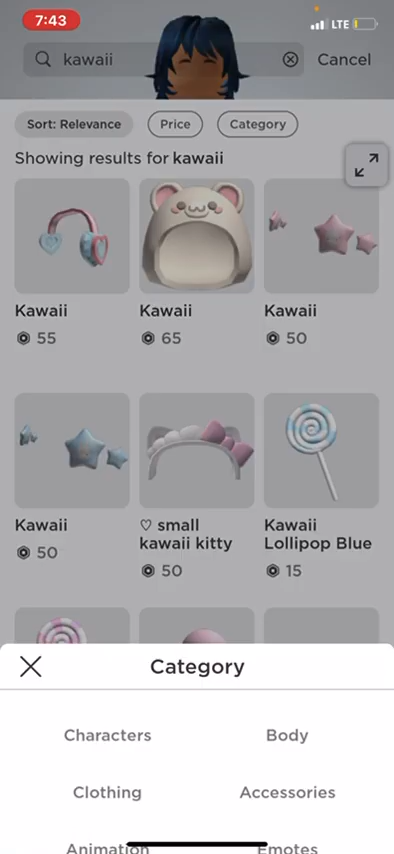 7:43
LTE
kawaii
Cancel
Sort: Relevance
Price
Category
Showing results for kawaii
Kawaii
Kawaii
Kawaii
55
65
50
Kawaii
♡ small kawaii kitty
Kawaii Lollipop Blue
50
50
15
Category
Characters
Body
Clothing
Accessories
Animation
Emotes